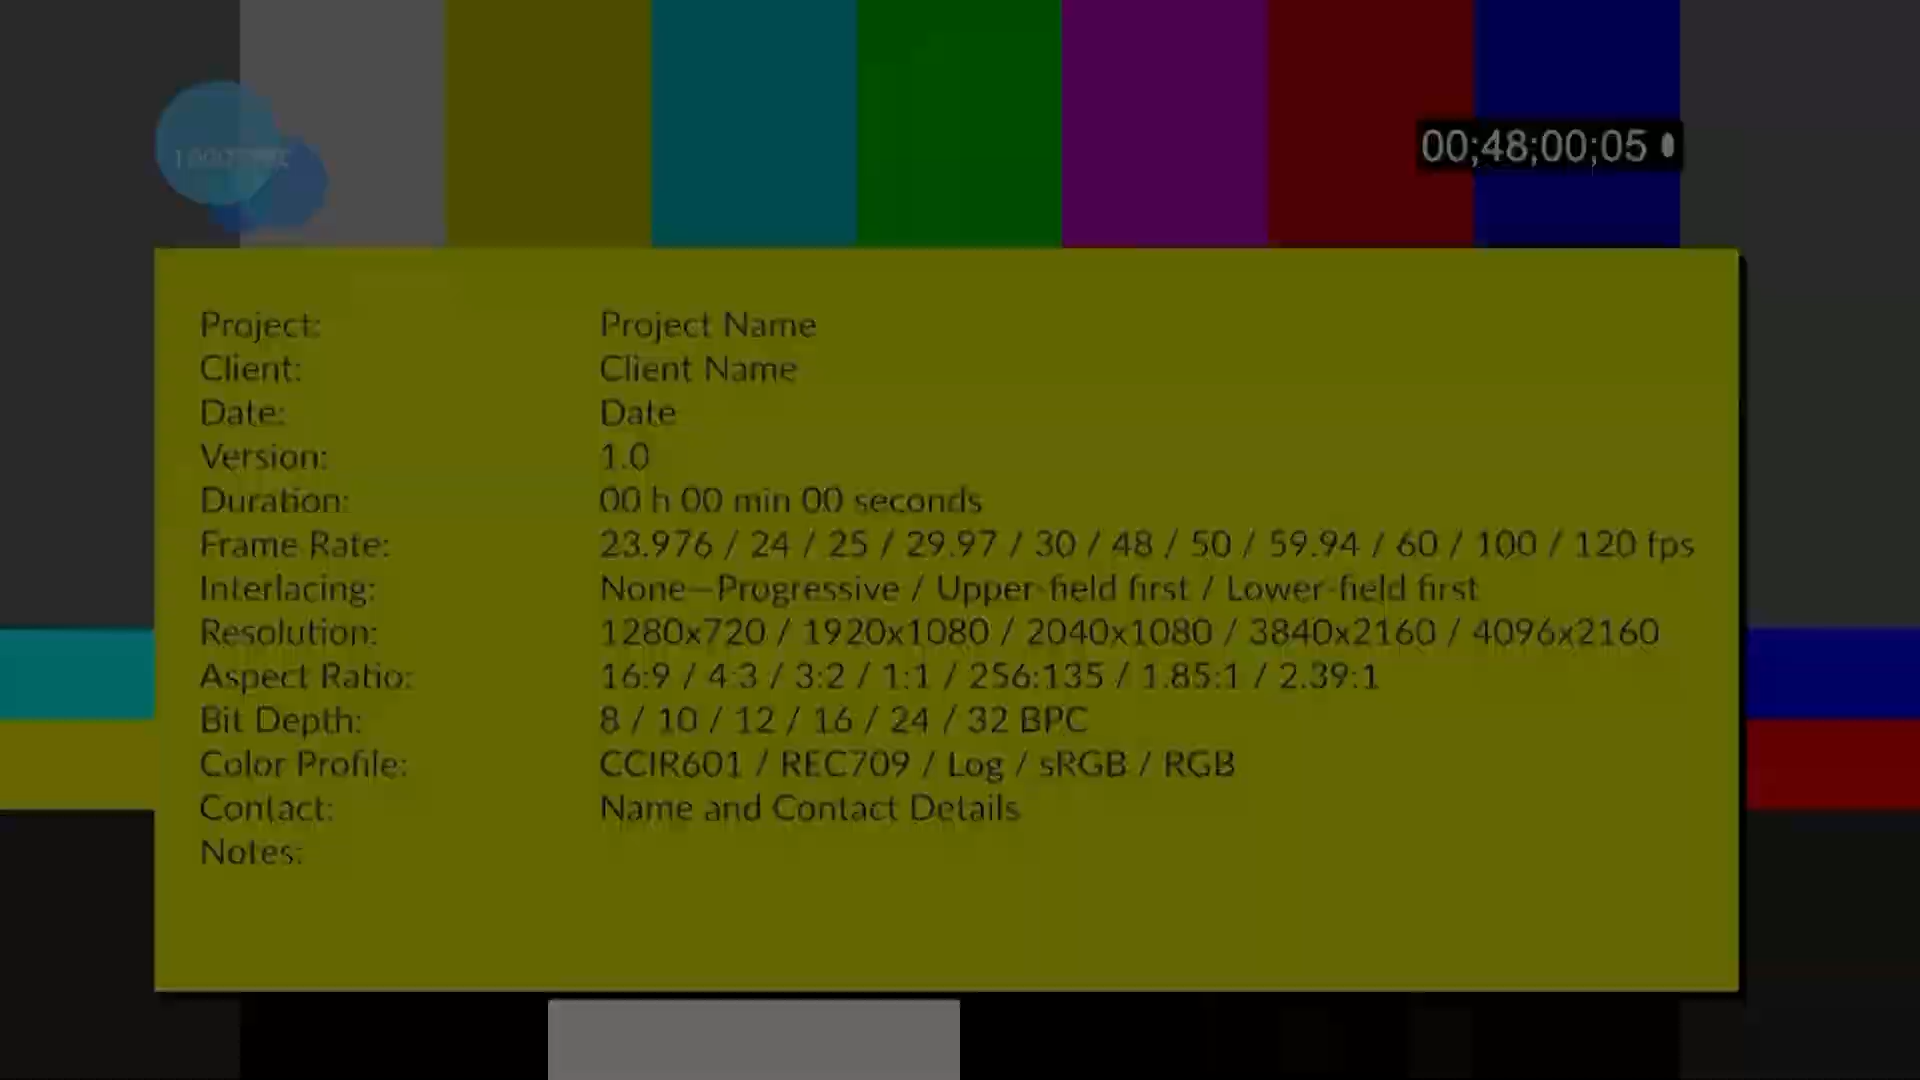 00;48;00;05
Project: Project Name
Client: Client Name
Date: Date
Version: 1.0
Duration: 00 h 00 min 00 seconds
Frame Rate: 23.976 / 24 / 25 / 29.97 / 30 / 48 / 50 / 59.94 / 60 / 100 / 120 fps
Interlacing: None—Progressive / Upper-field first / Lower-field first
Resolution: 1280x720 / 1920x1080 / 2040x1080 / 3840x2160 / 4096x2160
Aspect Ratio: 16:9 / 4:3 / 3:2 / 1:1 / 256:135 / 1.85:1 / 2.39:1
Bit Depth: 8 / 10 / 12 / 16 / 24 / 32 BPC
Color Profile: CCIR601 / REC709 / Log / sRGB / RGB
Contact: Name and Contact Details
Notes: